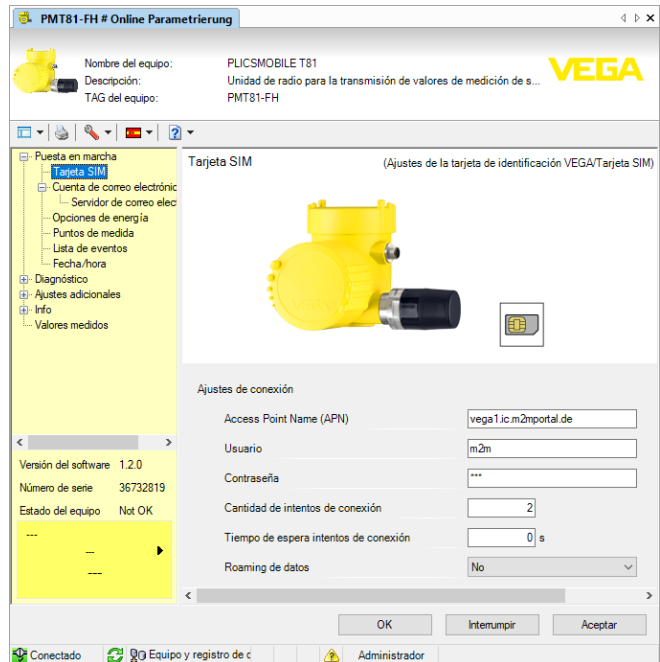 PMT81-FH # Online Parametrierung
Nombre del equipo: PLICSMOBILE T81
Descripción: Unidad de radio para la transmisión de valores de medición de s...
TAG del equipo: PMT81-FH
VEGA
Puesta en marcha
Tarjeta SIM
Cuenta de correo electrónic
Servidor de correo elec
Opciones de energía
Puntos de medida
Lista de eventos
Fecha/hora
Diagnóstico
Ajustes adicionales
Info
Valores medidos
Versión del software 1.2.0
Número de serie 36732819
Estado del equipo Not OK
---
---
---
Tarjeta SIM (Ajustes de la tarjeta de identificación VEGA/Tarjeta SIM)
VEGA
Ajustes de conexión
Access Point Name (APN) vega1.ic.m2mportal.de
Usuario m2m
Contraseña ***
Cantidad de intentos de conexión 2
Tiempo de espera intentos de conexión 0 s
Roaming de datos No
OK Interrumpir Aceptar
Conectado Equipo y registro de Administrador